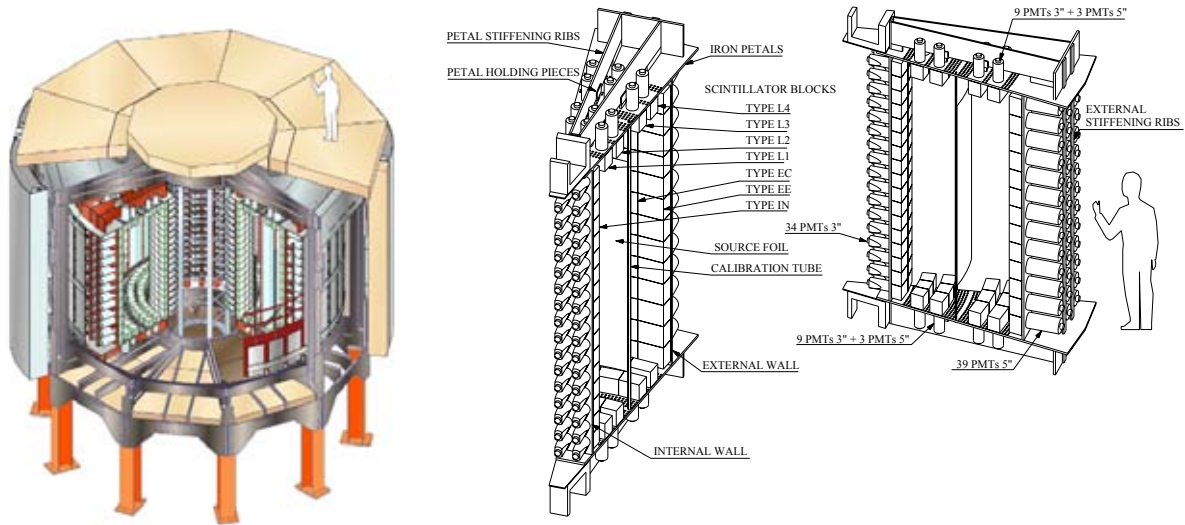 PETAL STIFFENING RIBS
PETAL HOLDING PIECES
IRON PETALS
SCINTILLATOR BLOCKS
TYPE L4
TYPE L3
TYPE L2
TYPE L1
TYPE EC
TYPE EE
TYPE IN
SOURCE FOIL
CALIBRATION TUBE
EXTERNAL WALL
INTERNAL WALL
9 PMTs 3" + 3 PMTs 5"
EXTERNAL
STIFFENING RIBS
34 PMTs 3"
9 PMTs 3" + 3 PMTs 5"
39 PMTs 5"